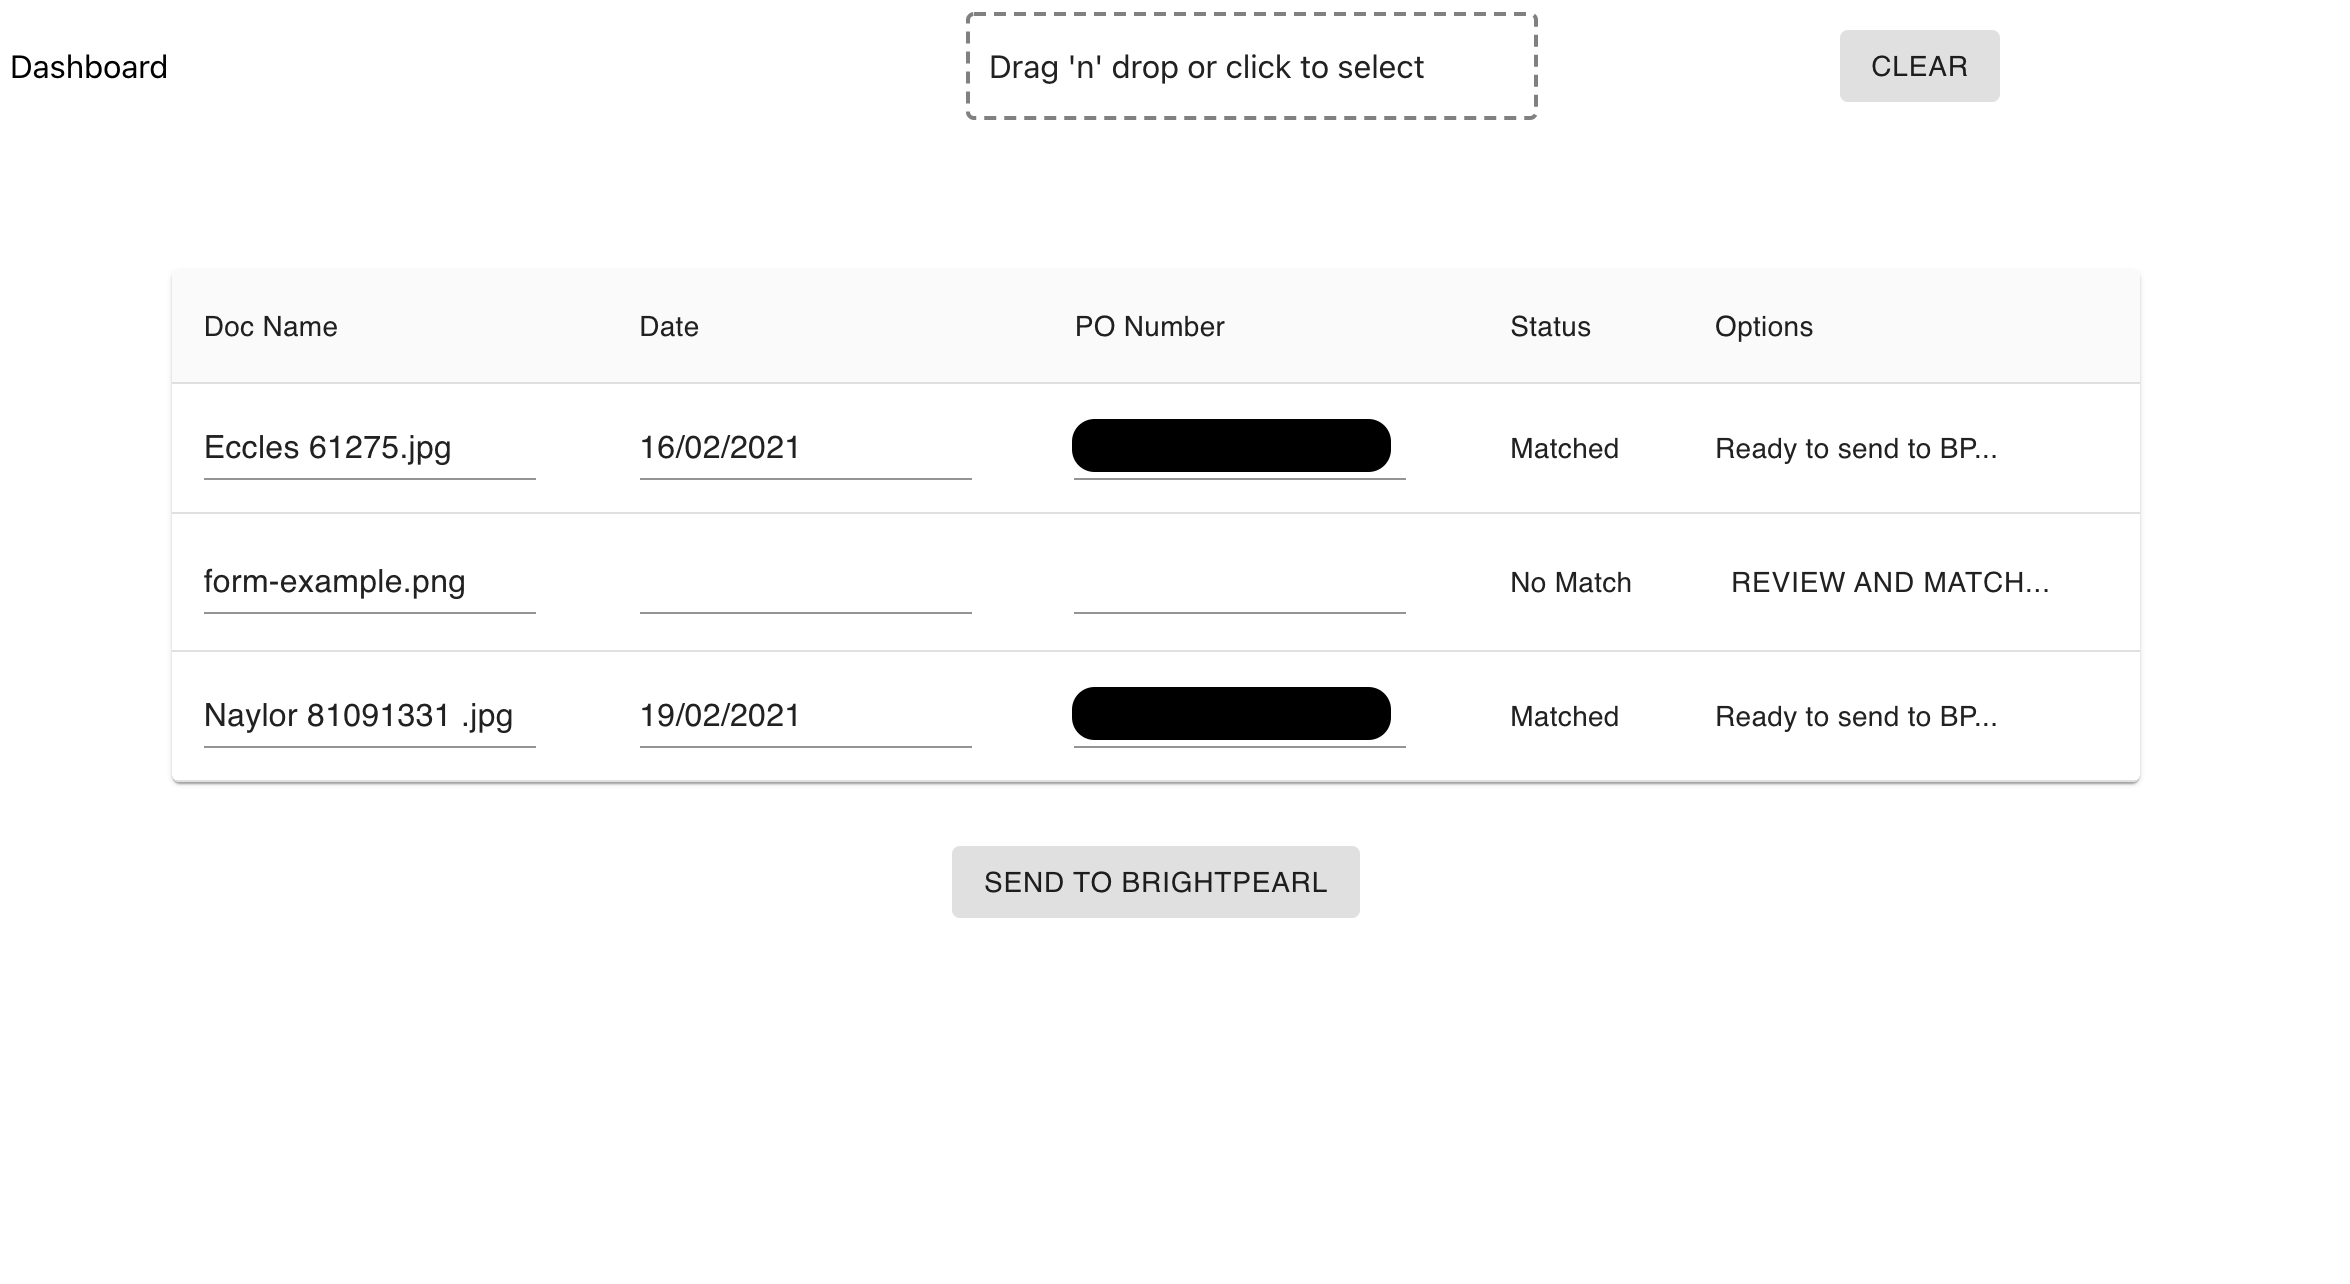 Dashboard
Drag 'n' drop or click to select
CLEAR
Doc Name Date PO Number Status Options
Eccles 61275.jpg 16/02/2021 Matched Ready to send to BP...
form-example.png No Match REVIEW AND MATCH...
Naylor 81091331 .jpg 19/02/2021 Matched Ready to send to BP...
SEND TO BRIGHTPEARL